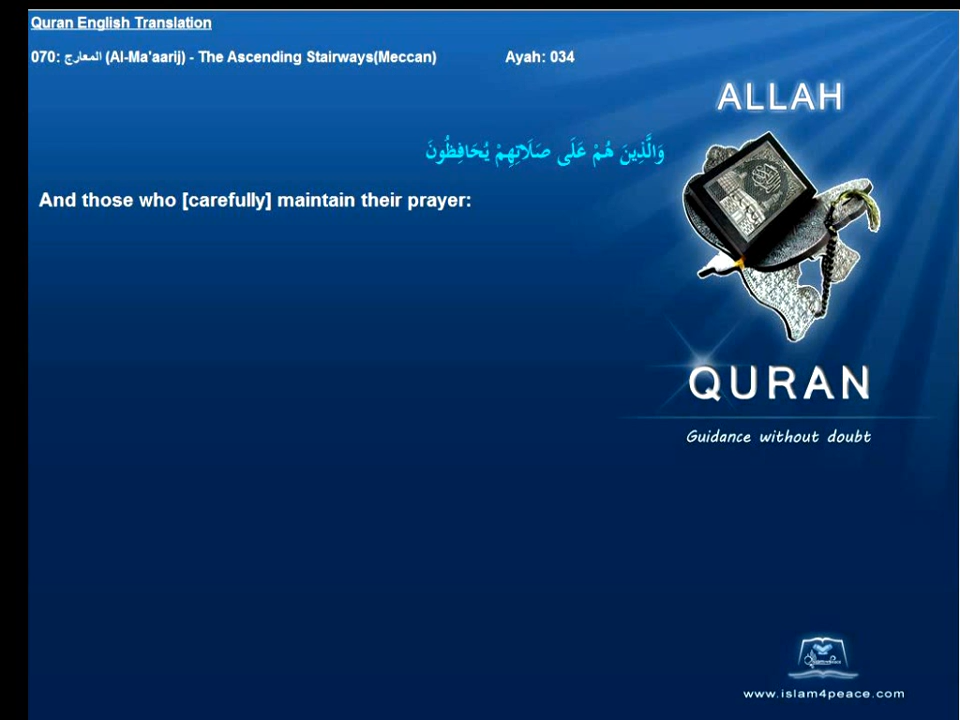 Quran English Translation
070: المعارج (Al-Ma'aarij) - The Ascending Stairways(Meccan) Ayah: 034
ALLAH
وَالَّذِينَ هُمْ عَلَى صَلَاتِهِمْ يُحَافِظُونَ
And those who [carefully] maintain their prayer:
QURAN
Guidance without doubt
www.islam4peace.com